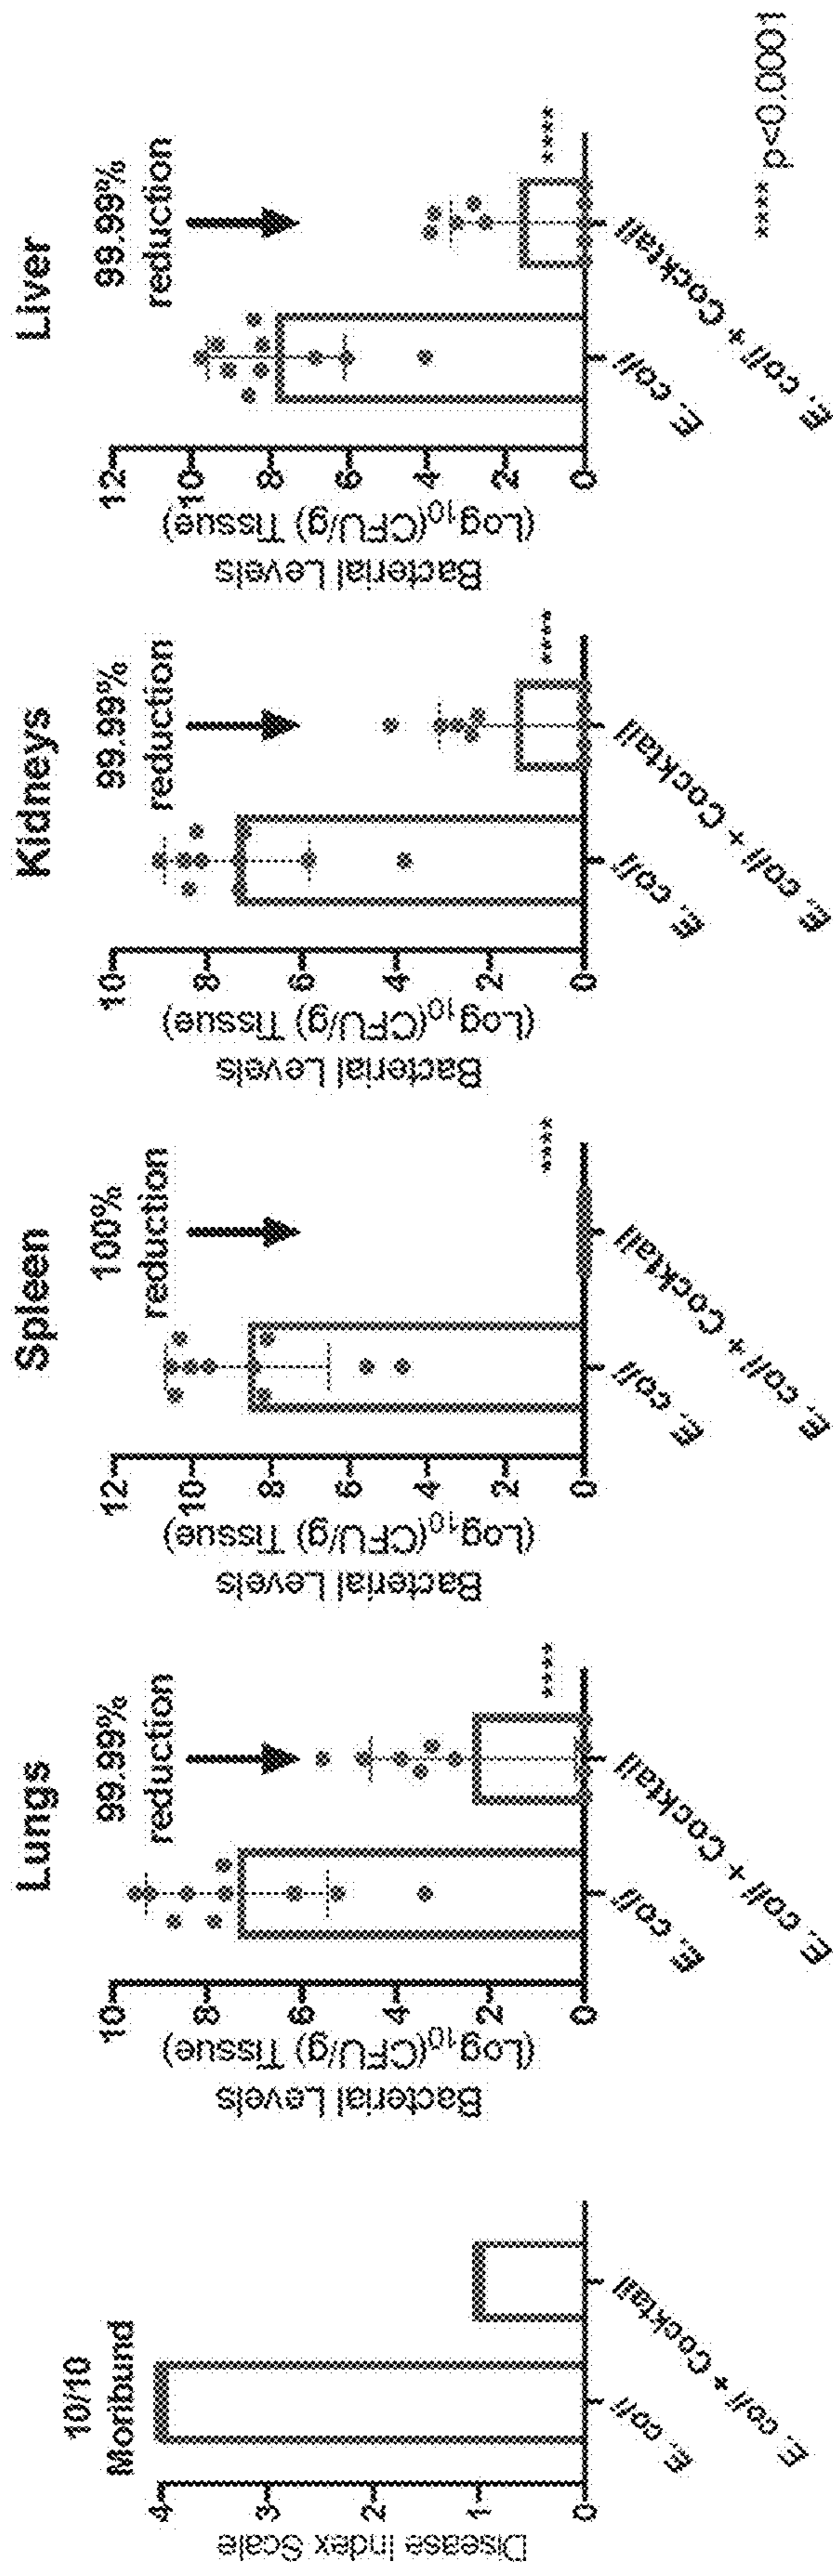 10/10
Moribund
Disease Index Scale
4
3
2
1
0
E. coli
E. coli + Cocktail
Lungs
99.99%
reduction
Bacterial Levels
(Log10(CFU/g) Tissue)
10
8
6
4
2
0
****
E. coli
E. coli + Cocktail
Spleen
100%
reduction
Bacterial Levels
(Log10(CFU/g) Tissue)
12
10
8
6
4
2
0
****
E. coli
E. coli + Cocktail
Kidneys
99.99%
reduction
Bacterial Levels
(Log10(CFU/g) Tissue)
10
8
6
4
2
0
****
E. coli
E. coli + Cocktail
Liver
99.99%
reduction
Bacterial Levels
(Log10(CFU/g) Tissue)
12
10
8
6
4
2
0
****
E. coli
E. coli + Cocktail
**** p<0.0001